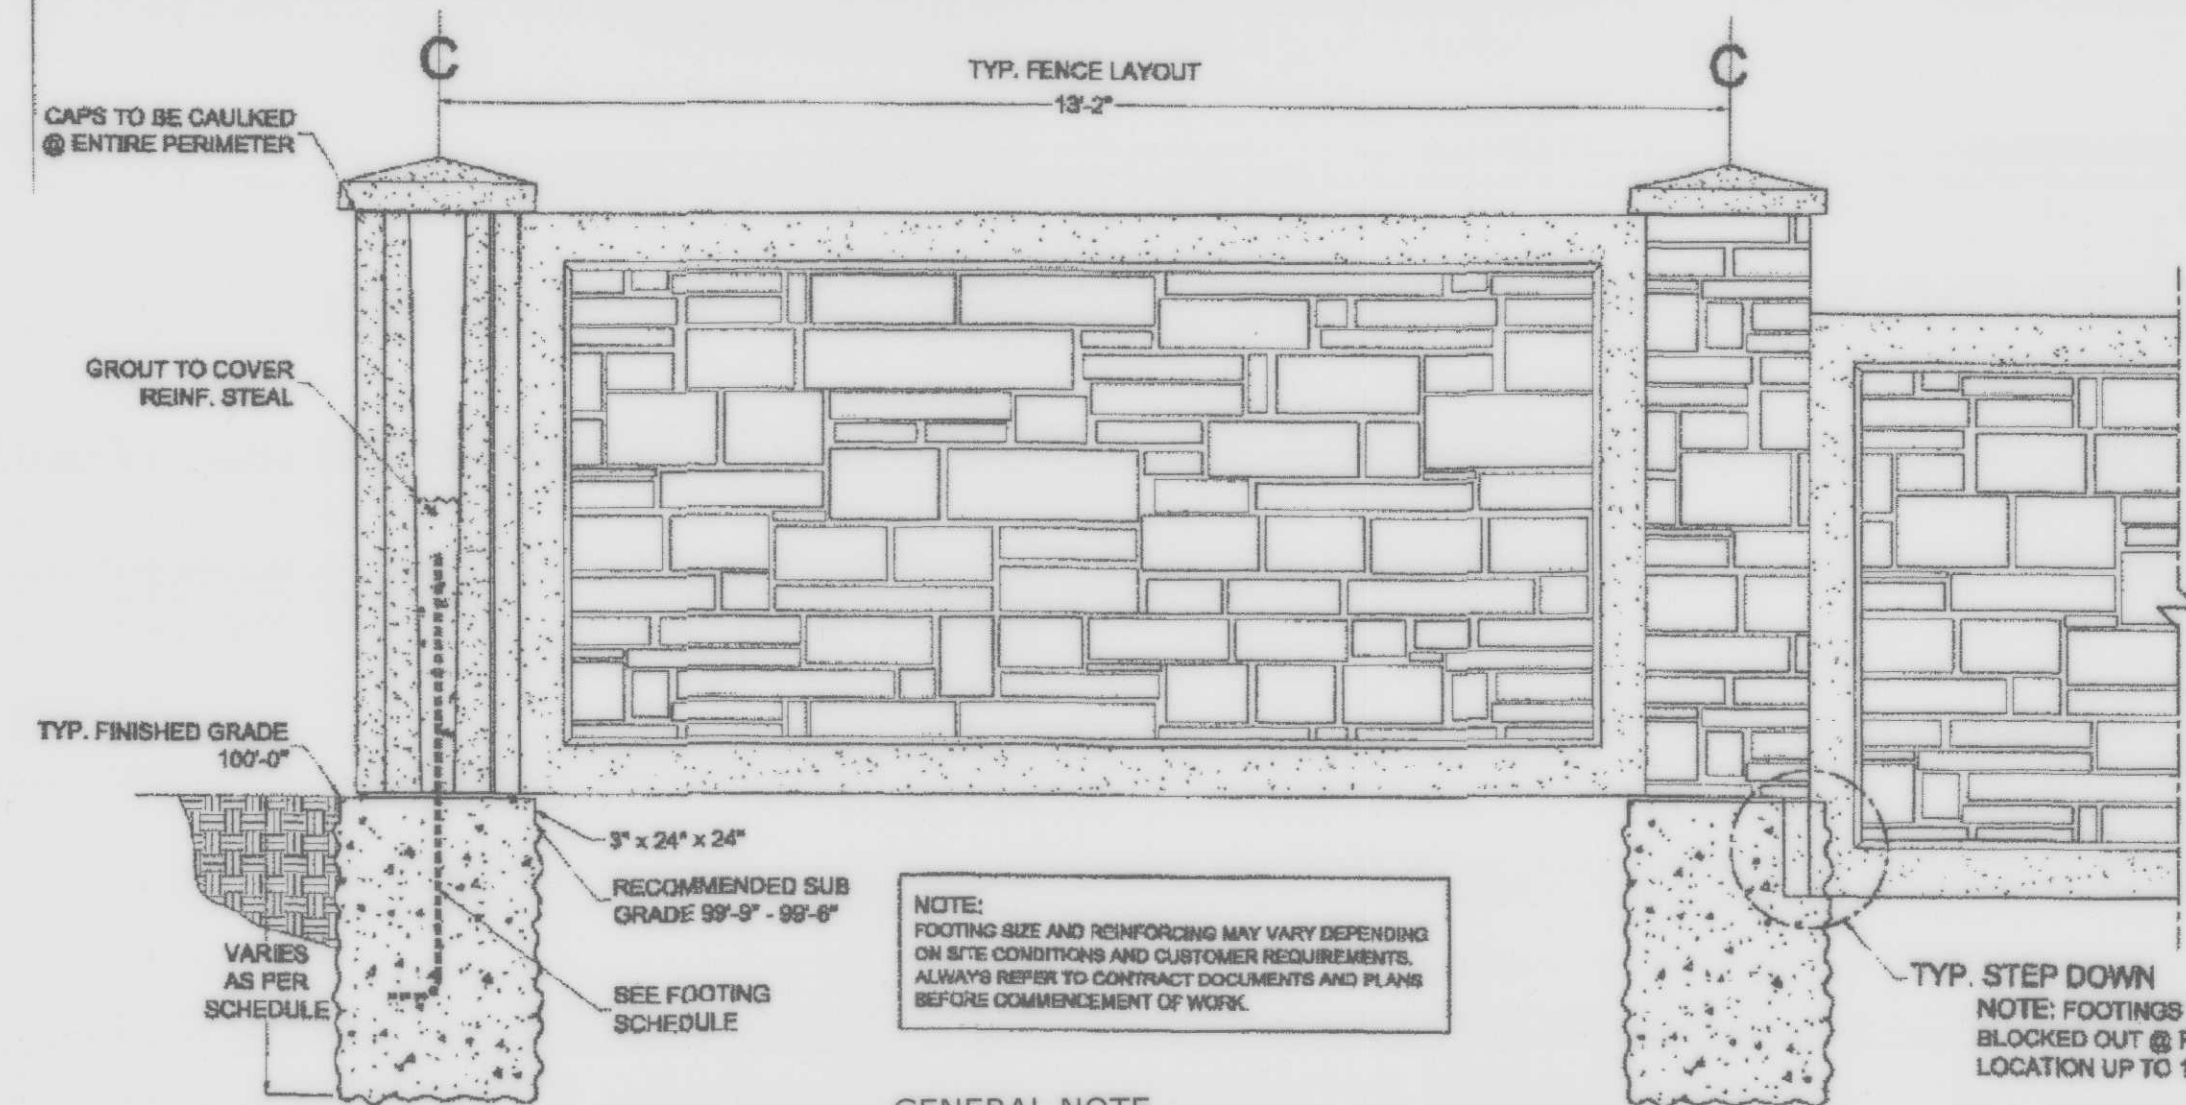 C
C
TYP. FENCE LAYOUT
13'-2"
CAPS TO BE CAULKED
@ ENTIRE PERIMETER
GROUT TO COVER
REINF. STEAL
TYP. FINISHED GRADE
100'-0"
3" x 24" x 24"
RECOMMENDED SUB
GRADE 99'-9" - 99'-6"
VARIES
AS PER
SCHEDULE
SEE FOOTING
SCHEDULE
NOTE:
FOOTING SIZE AND REINFORCING MAY VARY DEPENDING
ON SITE CONDITIONS AND CUSTOMER REQUIREMENTS.
ALWAYS REFER TO CONTRACT DOCUMENTS AND PLANS
BEFORE COMMENCEMENT OF WORK.
TYP. STEP DOWN
NOTE: FOOTINGS
BLOCKED OUT @
LOCATION UP TO
GENERAL NOTE